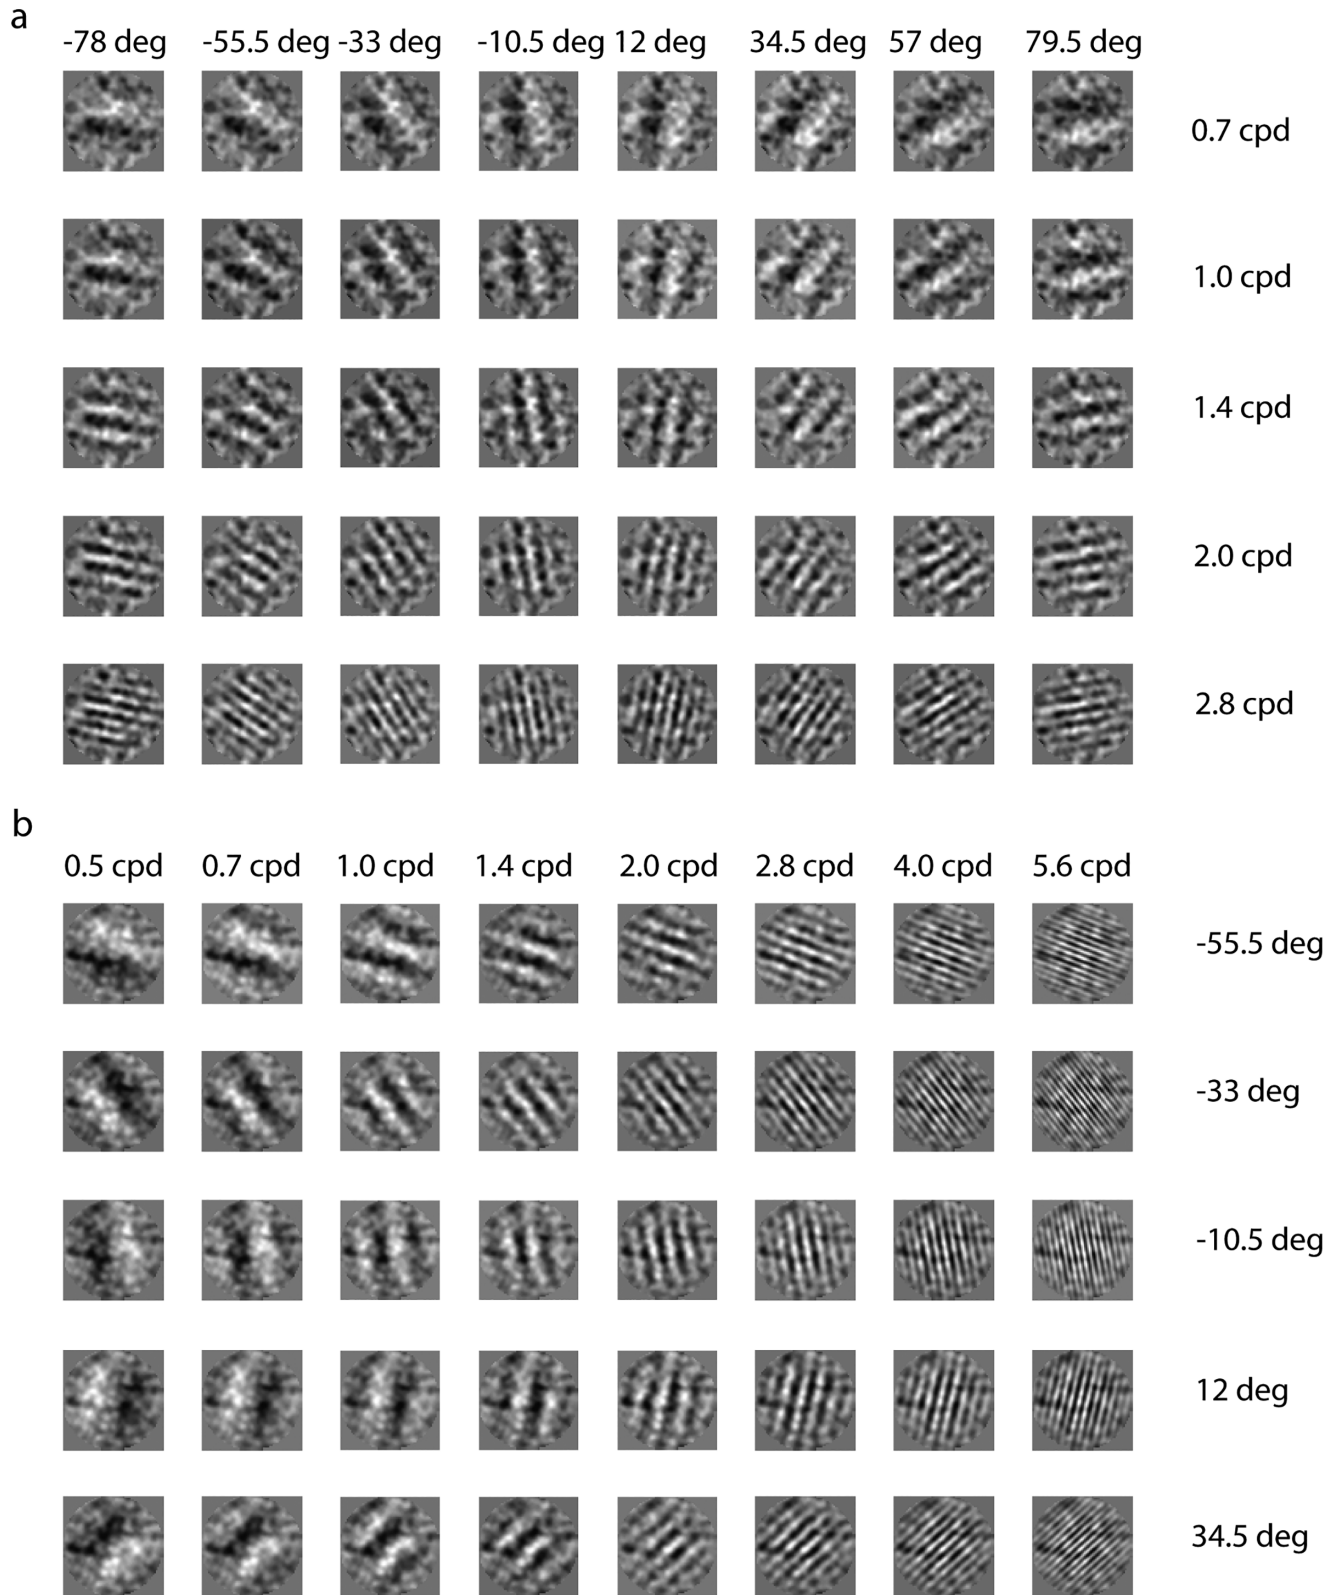 a
-78 deg -55.5 deg -33 deg -10.5 deg 12 deg 34.5 deg 57 deg 79.5 deg
0.7 cpd
1.0 cpd
1.4 cpd
2.0 cpd
2.8 cpd
b
0.5 cpd 0.7 cpd 1.0 cpd 1.4 cpd 2.0 cpd 2.8 cpd 4.0 cpd 5.6 cpd
-55.5 deg
-33 deg
-10.5 deg
12 deg
34.5 deg